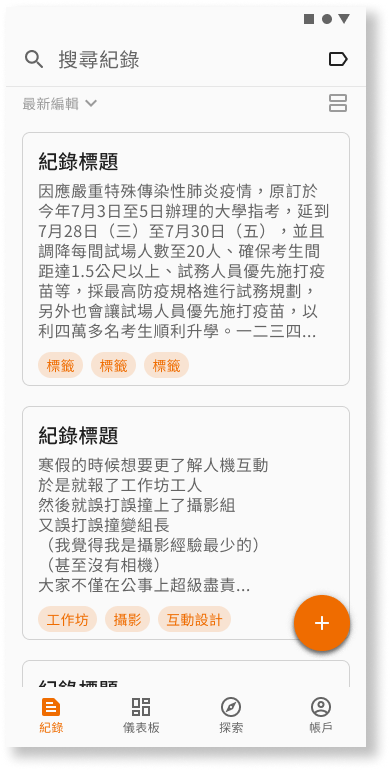 搜尋紀錄
最新編輯
紀錄標題
因應嚴重特殊傳染性肺炎疫情，原訂於
今年7月3日至5日辦理的大學指考，延到
7月28日（三）至7月30日（五），並且
調降每間試場人數至20人、確保考生間
距達1.5公尺以上、試務人員優先施打疫
苗等，採最高防疫規格進行試務規劃，
另外也會讓試場人員優先施打疫苗，以
利四萬多名考生順利升學。一二三四...
標籤 標籤 標籤
紀錄標題
寒假的時候想要更了解人機互動
於是就報了工作坊工人
然後就誤打誤撞上了攝影組
又誤打誤撞變組長
（我覺得我是攝影經驗最少的）
（甚至沒有相機）
大家不僅在公事上超級盡責...
工作坊 攝影 互動設計
紀錄標題
紀錄 儀表板 探索 帳戶